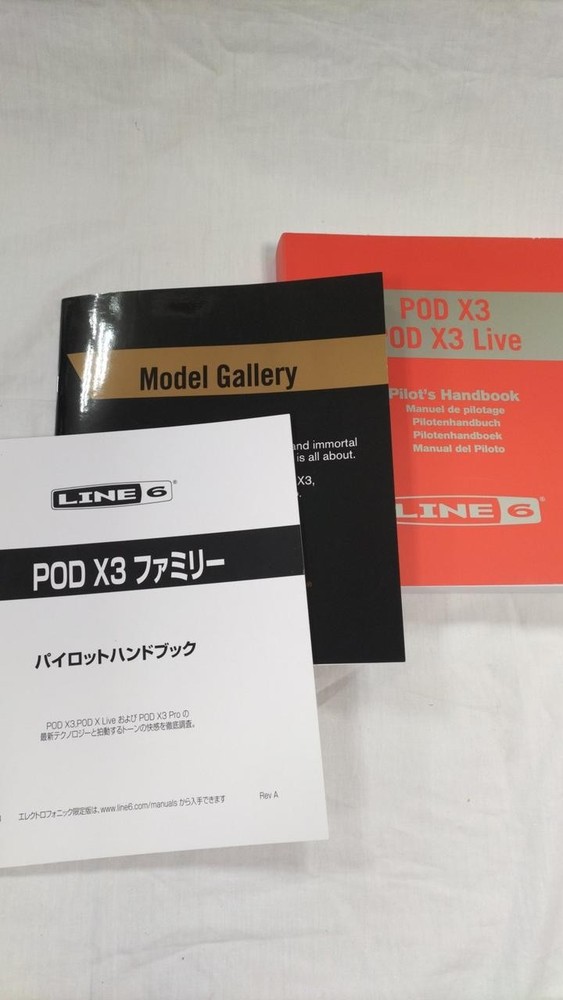 POD X3
OD X3 Live
Pilot's Handbook
Manuel de pilotage
Pilotenhandbuch
Pilotenhandboek
Manual del Piloto
LINE 6
Model Gallery
and immortal
is all about.
X3,
LINE 6
POD X3 ファミリー
パイロットハンドブック
POD X3,POD X Live および POD X3 Pro の
最新テクノロジーと拍動するトーンの快感を徹底調査。
エレクトロフォニック限定版は、www.line6.com/manuals から入手できます
Rev A